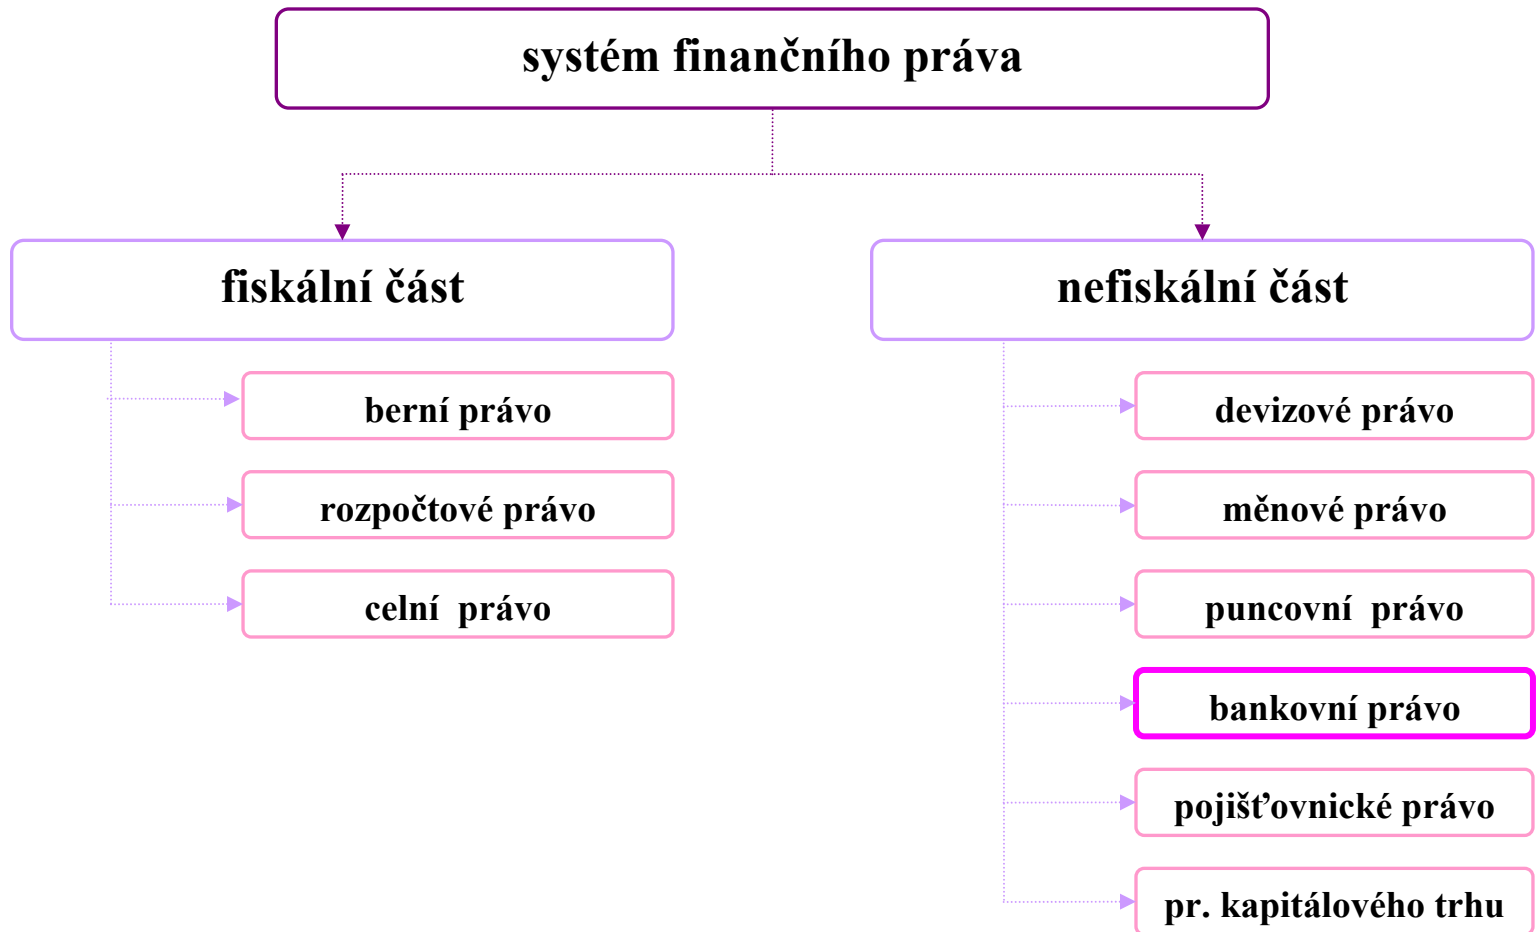 systém finančního práva
fiskální část
berní právo
rozpočtové právo
celní  právo
nefiskální část
devizové právo
měnové právo
puncovní  právo
bankovní právo
pojišťovnické právo
pr. kapitálového trhu